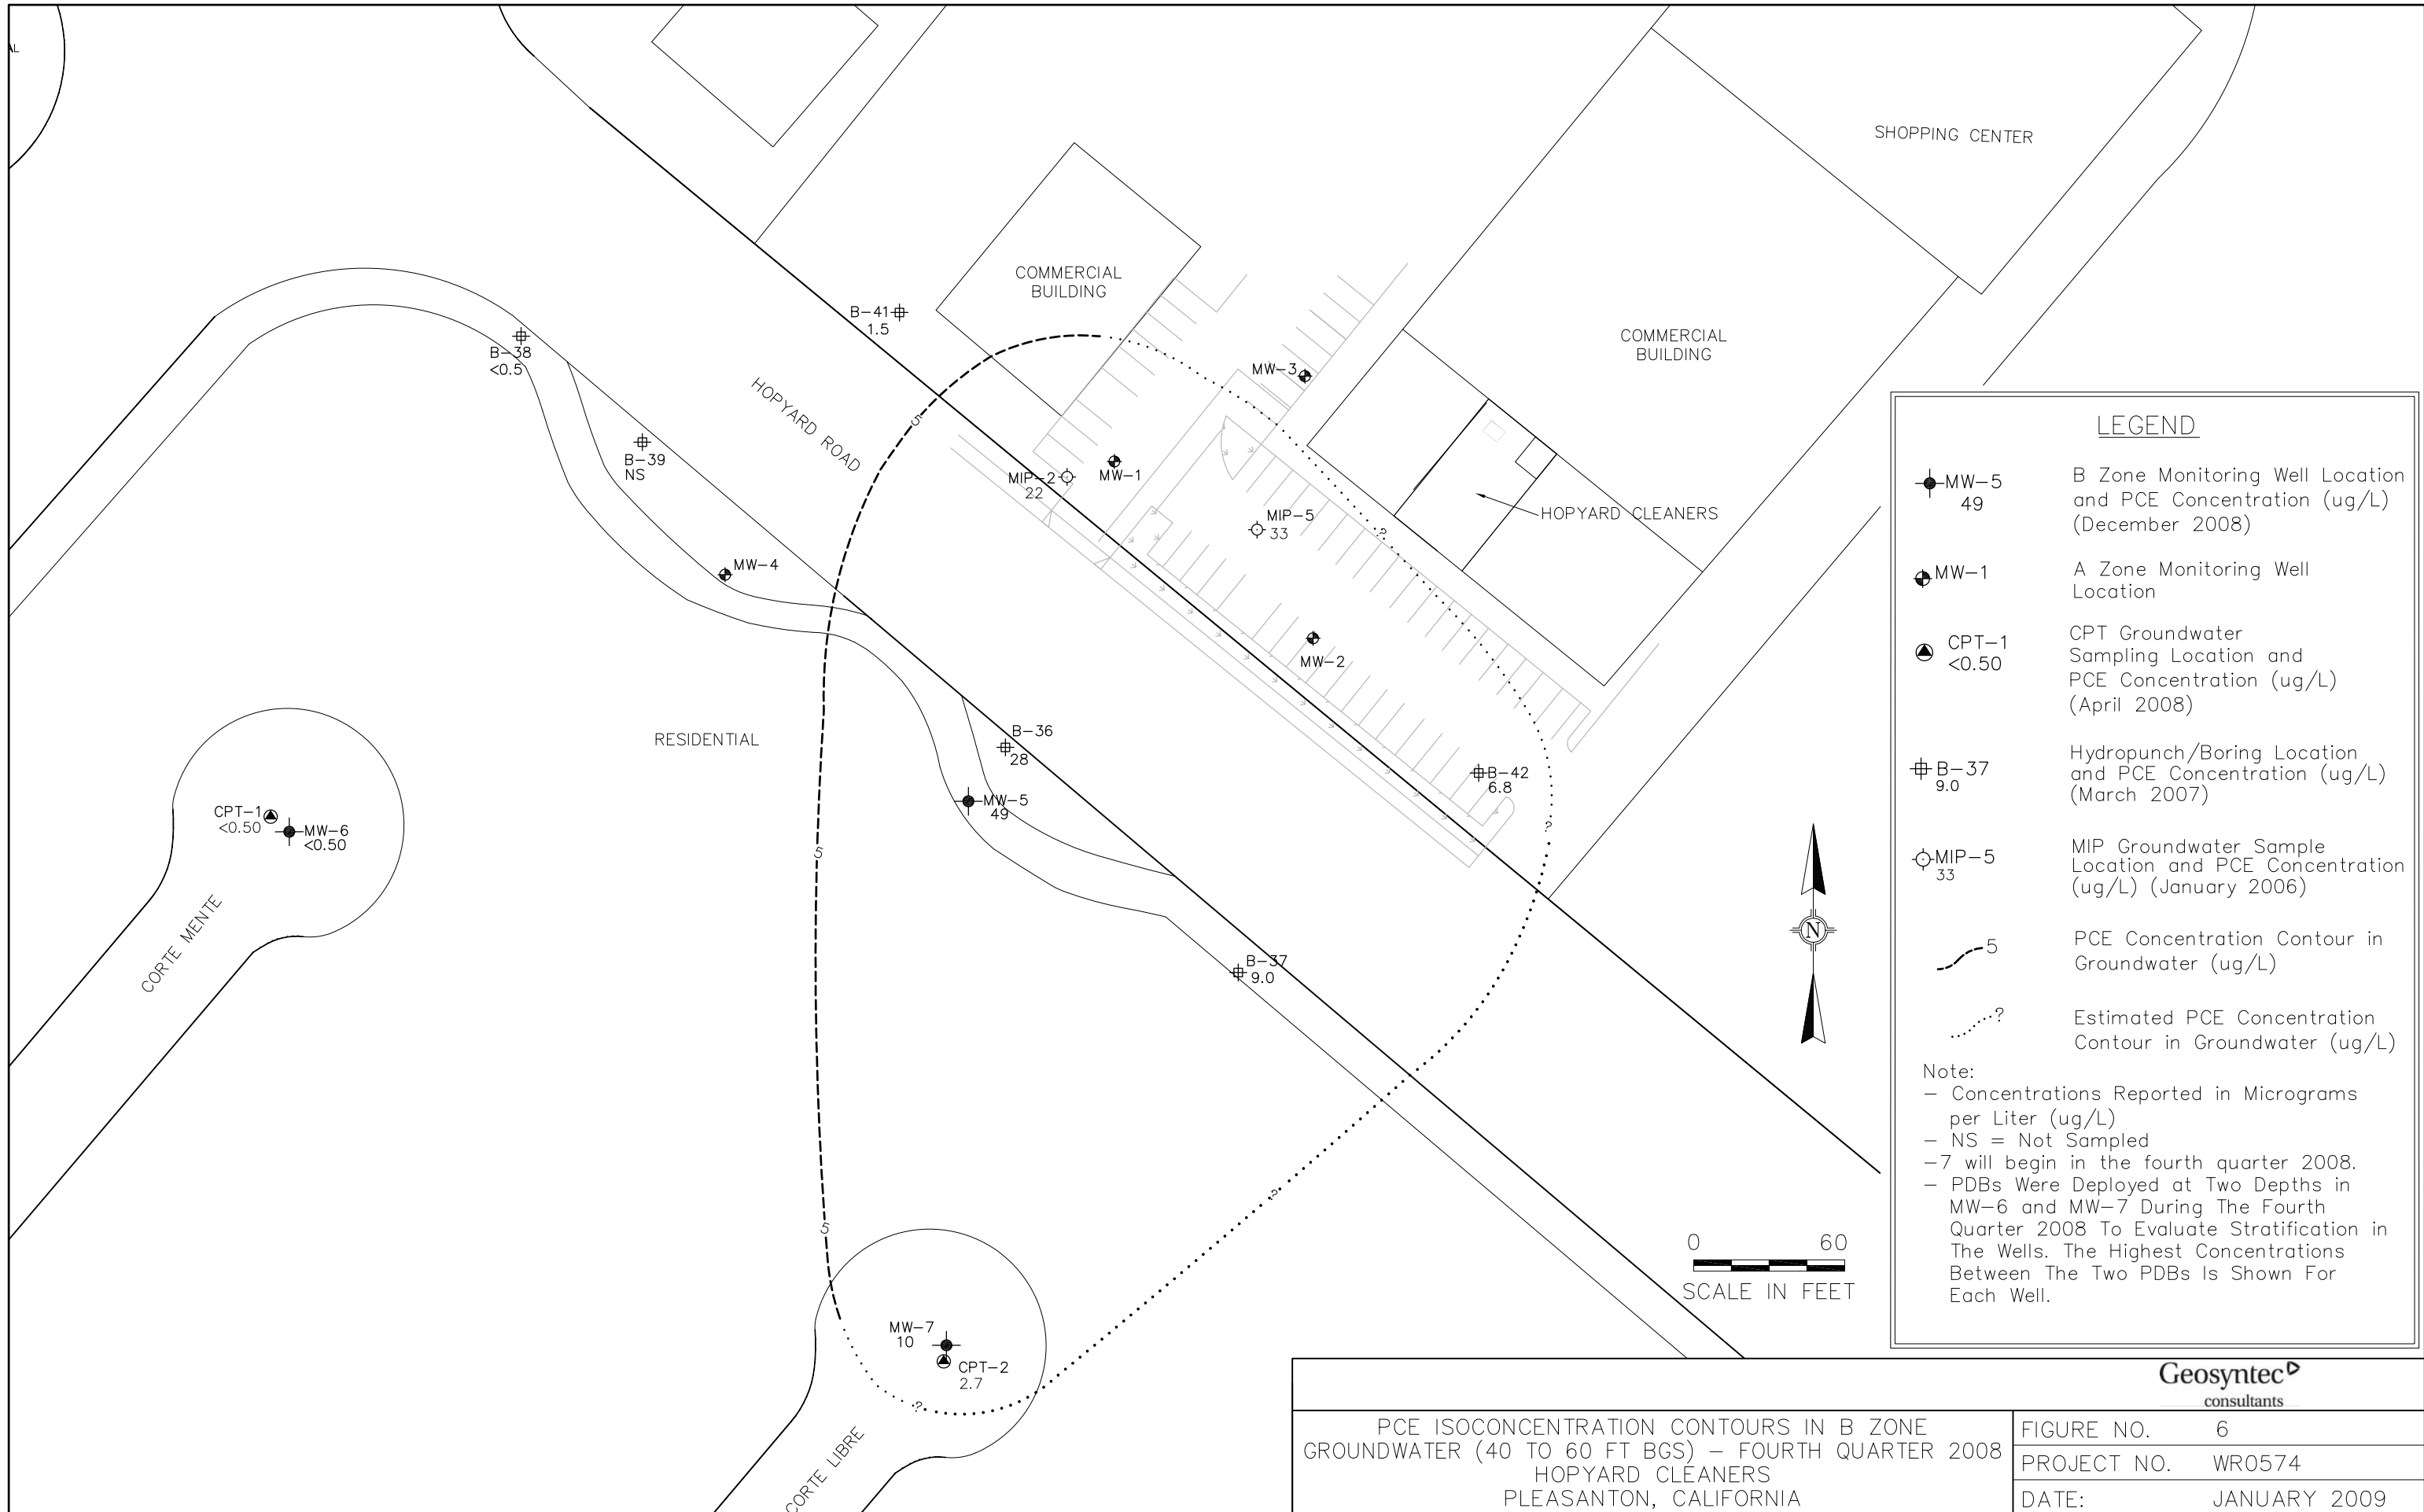 AL
SHOPPING CENTER
COMMERCIAL
BUILDING
B-41
1.5
B-38
<0.5
COMMERCIAL
BUILDING
MW-3
HOPYARD ROAD
5
B-39
NS
MIP-2
22
MW-1
MIP-5
33
?
HOPYARD CLEANERS
MW-4
MW-2
RESIDENTIAL
B-36
28
B-42
6.8
MW-5
49
CPT-1
<0.50
MW-6
<0.50
?
5
CORTE MENTE
B-37
9.0
?
5
MW-7
10
CPT-2
2.7
?
CORTE LIBRE
N
0 60
SCALE IN FEET
LEGEND
MW-5
49
B Zone Monitoring Well Location
and PCE Concentration (ug/L)
(December 2008)
MW-1
A Zone Monitoring Well
Location
CPT-1
<0.50
CPT Groundwater
Sampling Location and
PCE Concentration (ug/L)
(April 2008)
B-37
9.0
Hydropunch/Boring Location
and PCE Concentration (ug/L)
(March 2007)
MIP-5
33
MIP Groundwater Sample
Location and PCE Concentration
(ug/L) (January 2006)
5
PCE Concentration Contour in
Groundwater (ug/L)
?
Estimated PCE Concentration
Contour in Groundwater (ug/L)
Note:
- Concentrations Reported in Micrograms
per Liter (ug/L)
- NS = Not Sampled
-7 will begin in the fourth quarter 2008.
- PDBs Were Deployed at Two Depths in
MW-6 and MW-7 During The Fourth
Quarter 2008 To Evaluate Stratification in
The Wells. The Highest Concentrations
Between The Two PDBs Is Shown For
Each Well.
Geosyntec
consultants
PCE ISOCONCENTRATION CONTOURS IN B ZONE
GROUNDWATER (40 TO 60 FT BGS) - FOURTH QUARTER 2008
HOPYARD CLEANERS
PLEASANTON, CALIFORNIA
FIGURE NO. 6
PROJECT NO. WR0574
DATE: JANUARY 2009